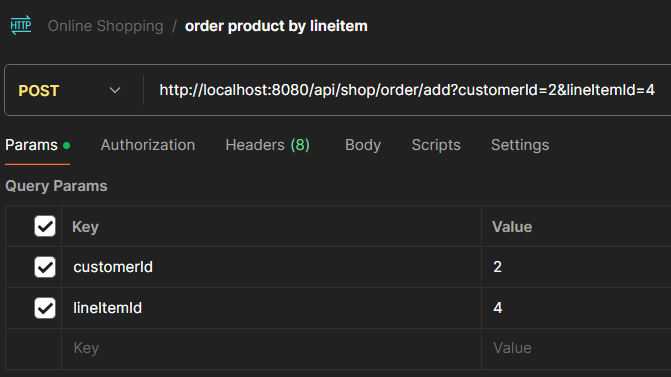 HTTP Online Shopping / order product by lineitem
POST http://localhost:8080/api/shop/order/add?customerId=2&lineItemId=4
Params Authorization Headers (8) Body Scripts Settings
Query Params
Key Value
customerId 2
lineItemId 4
Key Value